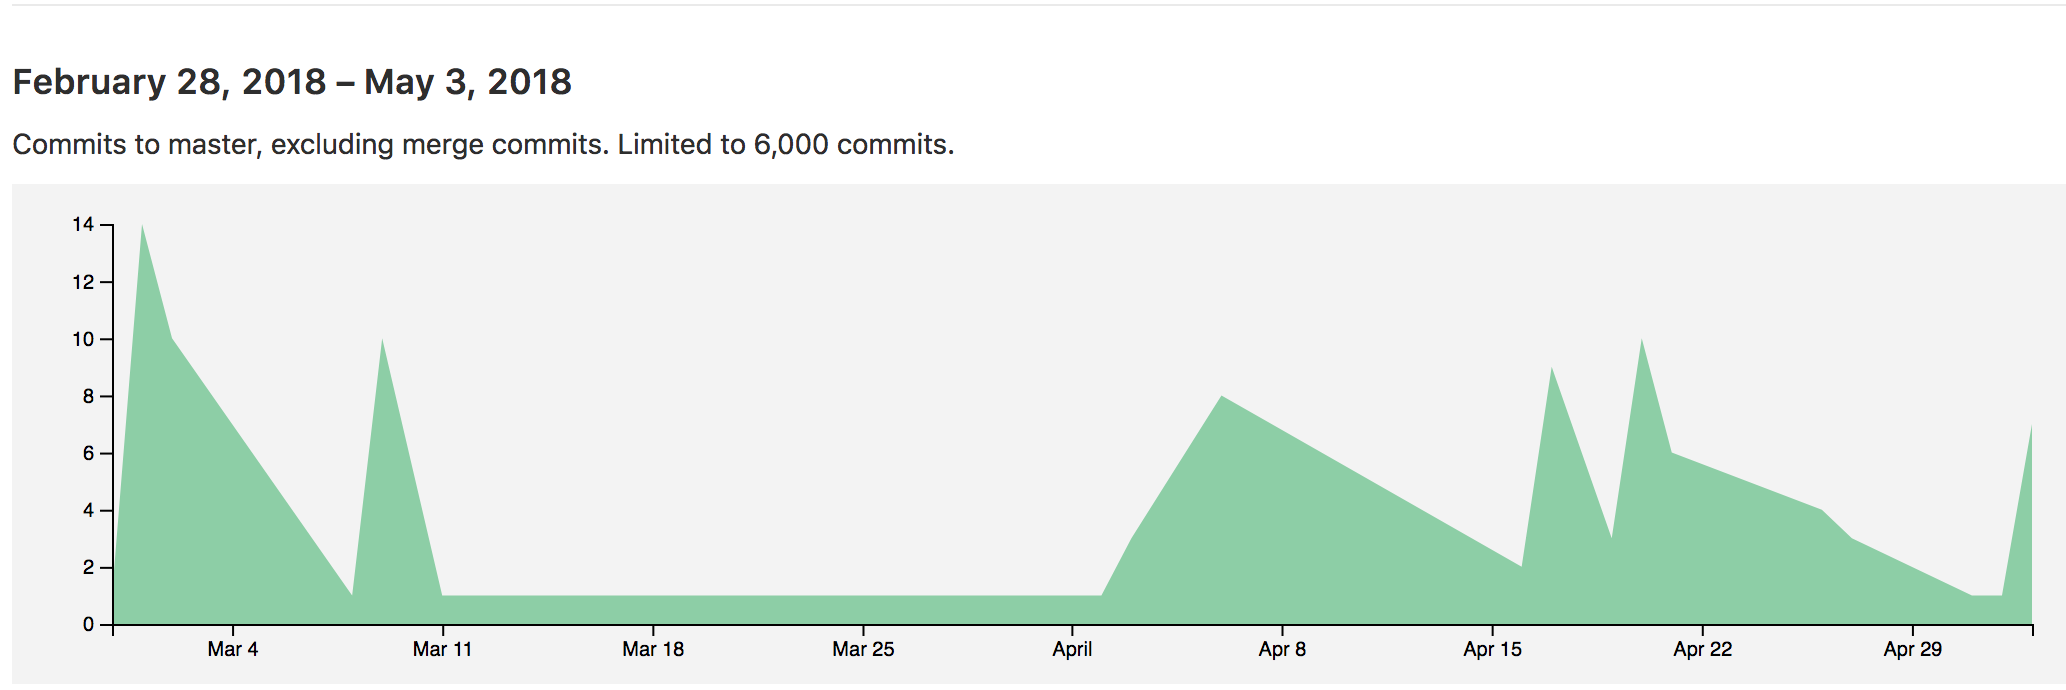 February 28, 2018 – May 3, 2018
Commits to master, excluding merge commits. Limited to 6,000 commits.
14
12
10
8
6
4
2
0
Mar 4 Mar 11 Mar 18 Mar 25 April Apr 8 Apr 15 Apr 22 Apr 29